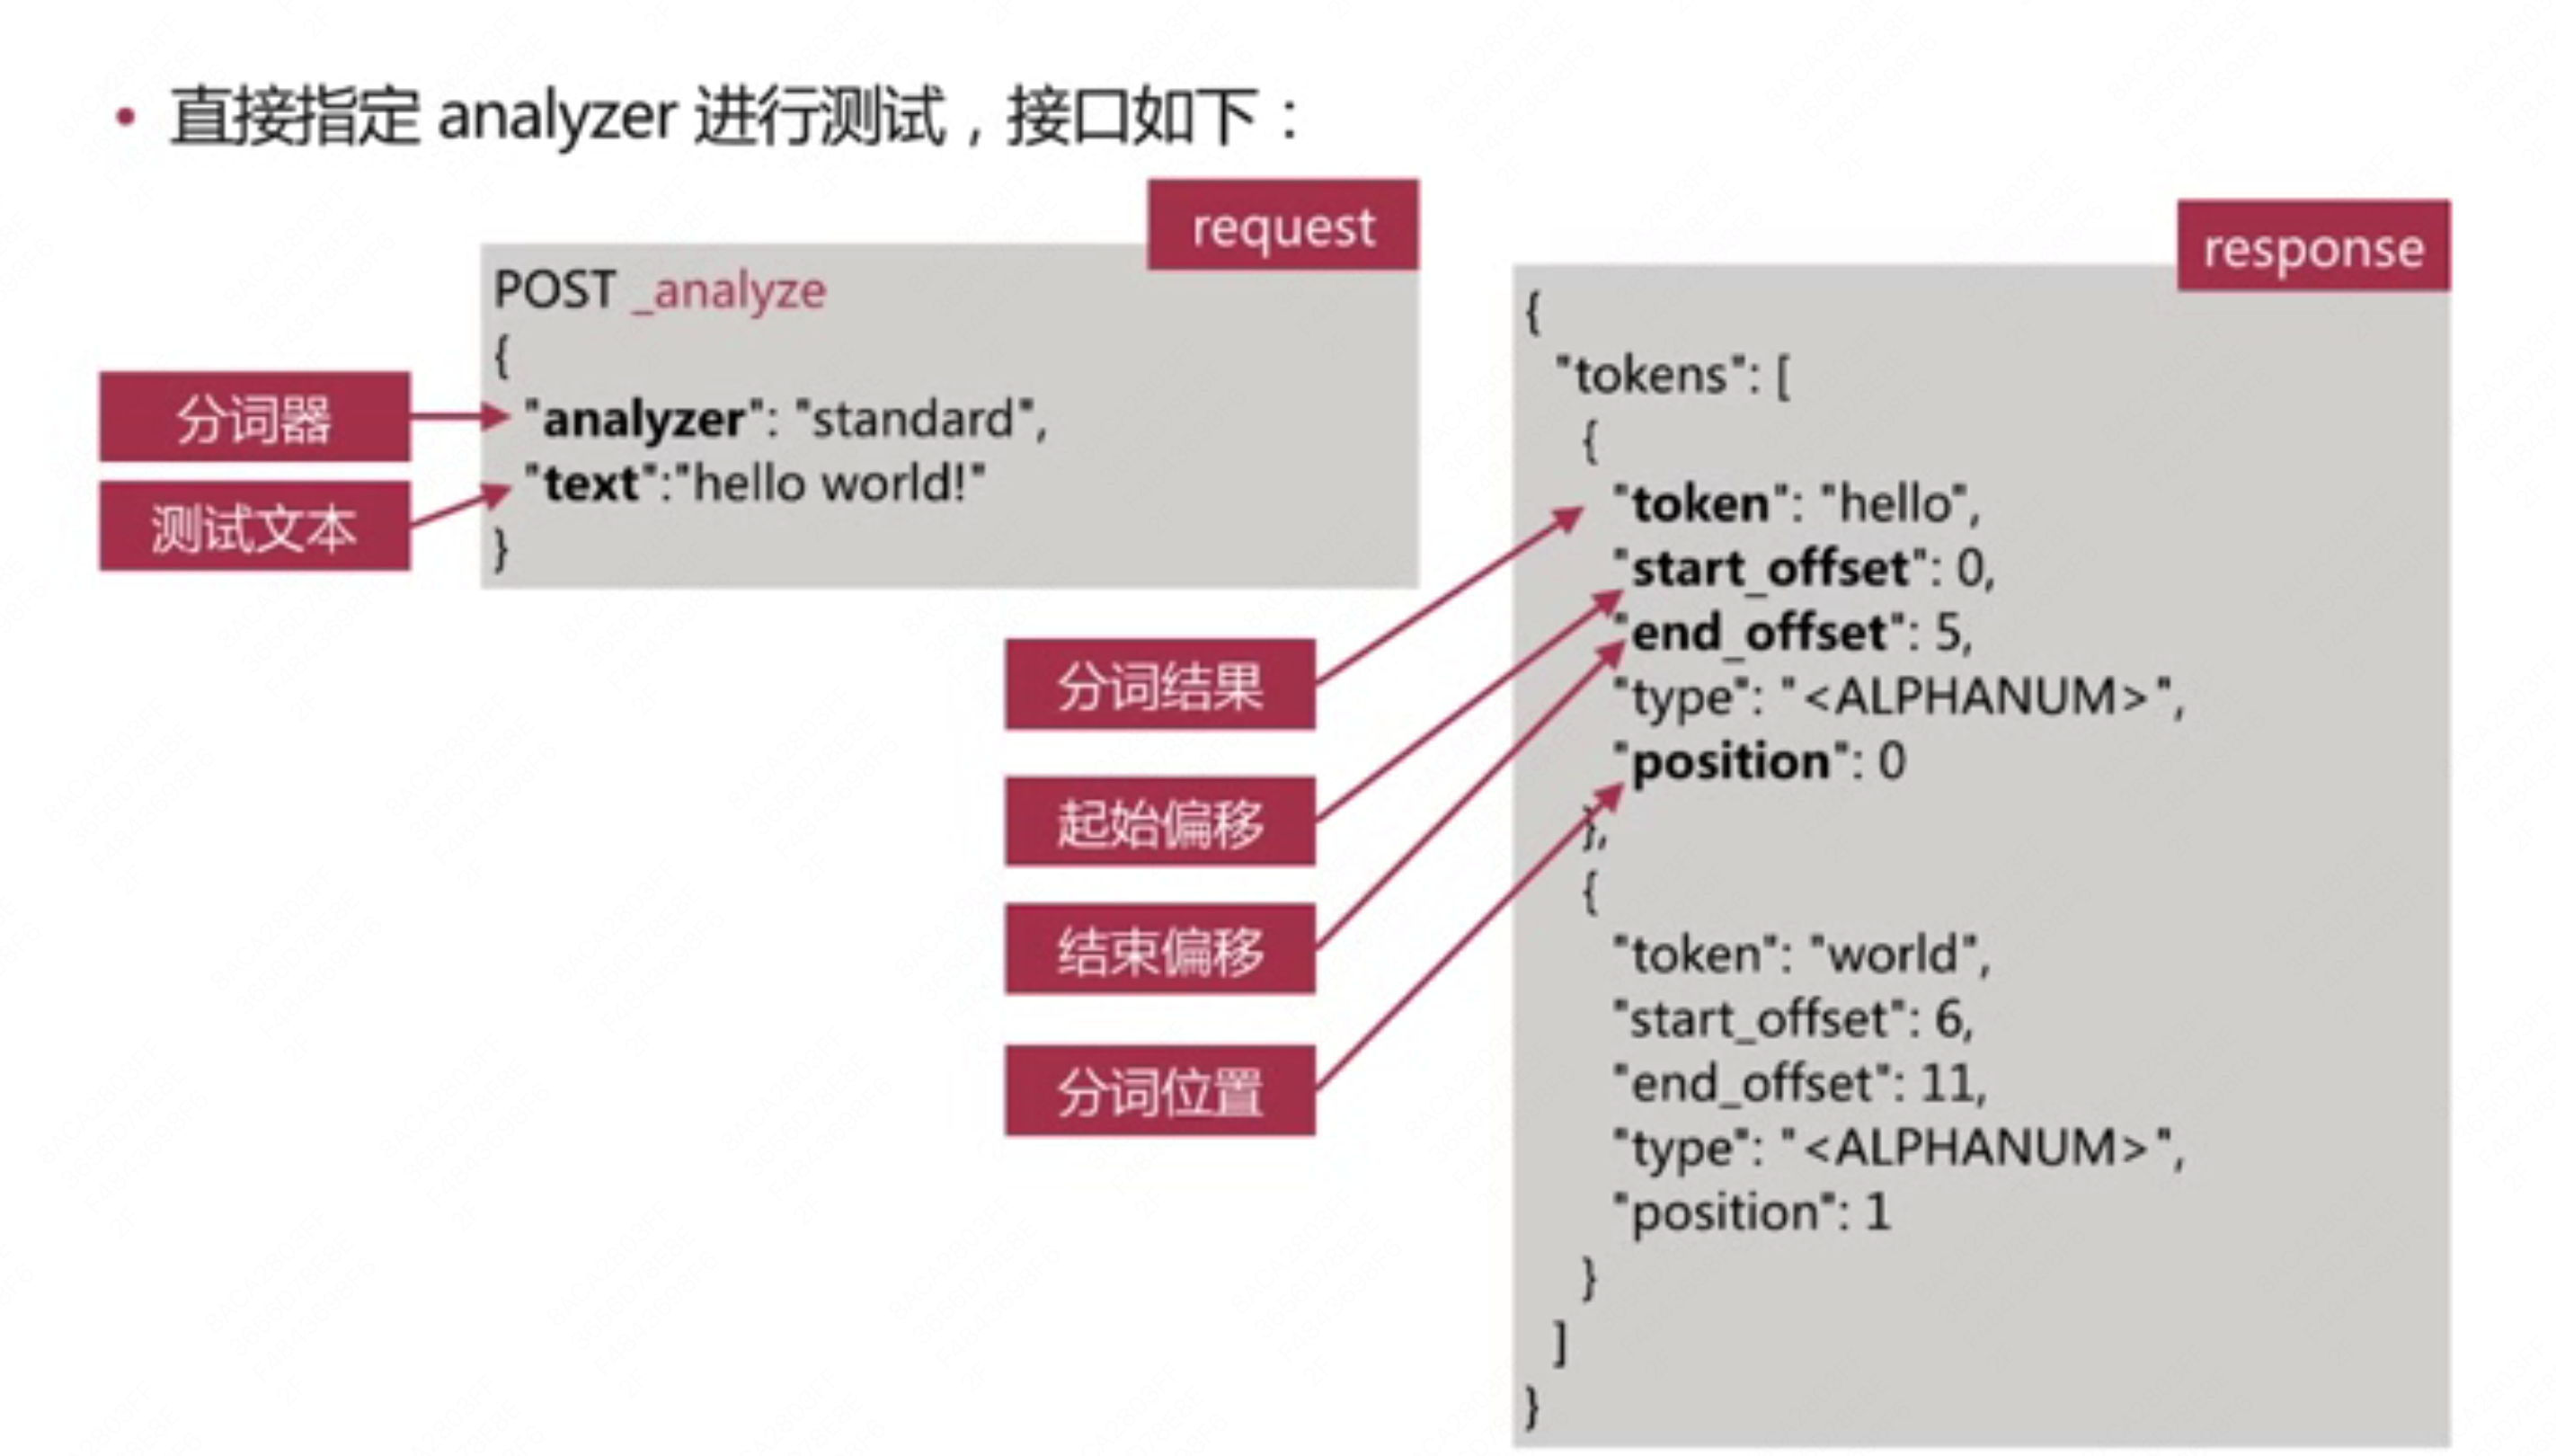 • 直接指定 analyzer 进行测试，接口如下：
request
POST _analyze
{
"analyzer": "standard",
"text":"hello world!"
}
分词器
测试文本
response
{
"tokens": [
{
"token": "hello",
"start_offset": 0,
"end_offset": 5,
"type": "<ALPHANUM>",
"position": 0
},
{
"token": "world",
"start_offset": 6,
"end_offset": 11,
"type": "<ALPHANUM>",
"position": 1
}
]
}
分词结果
起始偏移
结束偏移
分词位置